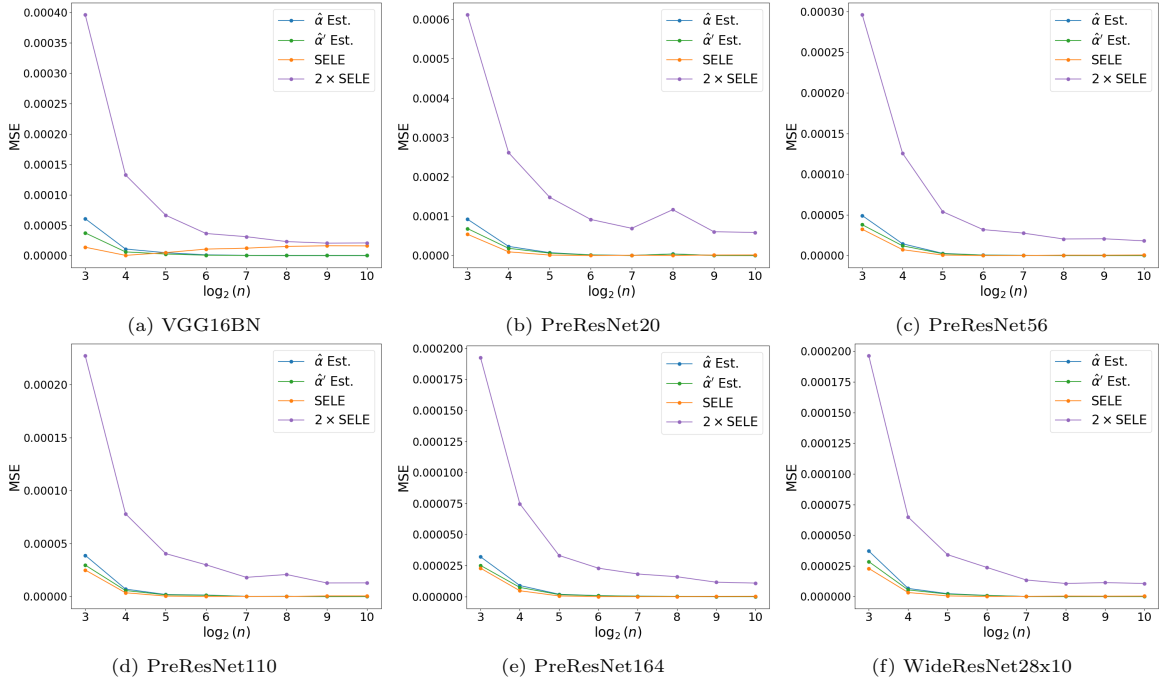 0.00040
0.00035
0.00030
0.00025
0.00020
0.00015
0.00010
0.00005
0.00000
MSE
3 4 5 6 7 8 9 10
log₂(n)
α̂ Est.
α̂′ Est.
SELE
2 × SELE
(a) VGG16BN
0.0006
0.0005
0.0004
0.0003
0.0002
0.0001
0.0000
MSE
3 4 5 6 7 8 9 10
log₂(n)
α̂ Est.
α̂′ Est.
SELE
2 × SELE
(b) PreResNet20
0.00030
0.00025
0.00020
0.00015
0.00010
0.00005
0.00000
MSE
3 4 5 6 7 8 9 10
log₂(n)
α̂ Est.
α̂′ Est.
SELE
2 × SELE
(c) PreResNet56
0.00020
0.00015
0.00010
0.00005
0.00000
MSE
3 4 5 6 7 8 9 10
log₂(n)
α̂ Est.
α̂′ Est.
SELE
2 × SELE
(d) PreResNet110
0.000200
0.000175
0.000150
0.000125
0.000100
0.000075
0.000050
0.000025
0.000000
MSE
3 4 5 6 7 8 9 10
log₂(n)
α̂ Est.
α̂′ Est.
SELE
2 × SELE
(e) PreResNet164
0.000200
0.000175
0.000150
0.000125
0.000100
0.000075
0.000050
0.000025
0.000000
MSE
3 4 5 6 7 8 9 10
log₂(n)
α̂ Est.
α̂′ Est.
SELE
2 × SELE
(f) WideResNet28x10